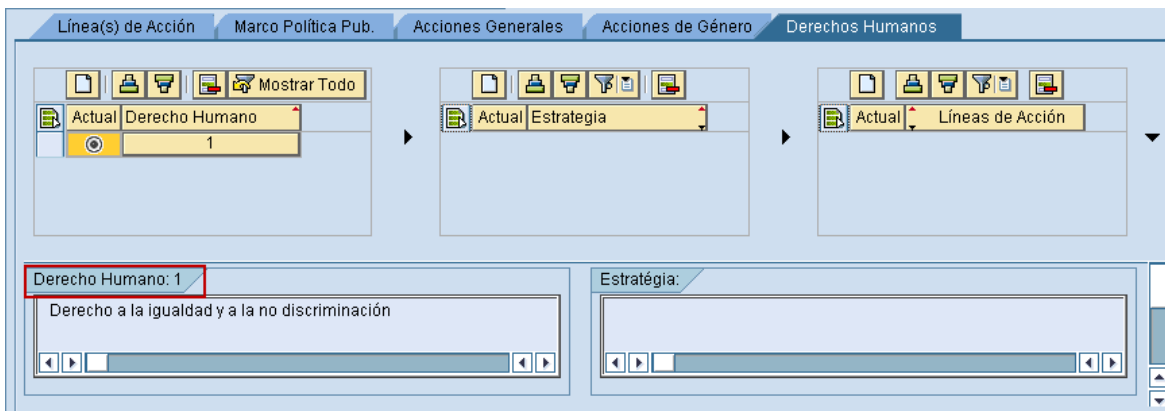 Línea(s) de Acción Marco Política Pub. Acciones Generales Acciones de Género Derechos Humanos
Mostrar Todo
Actual Derecho Humano
1
Actual Estrategia
Actual Líneas de Acción
Derecho Humano: 1
Derecho a la igualdad y a la no discriminación
Estratégia: